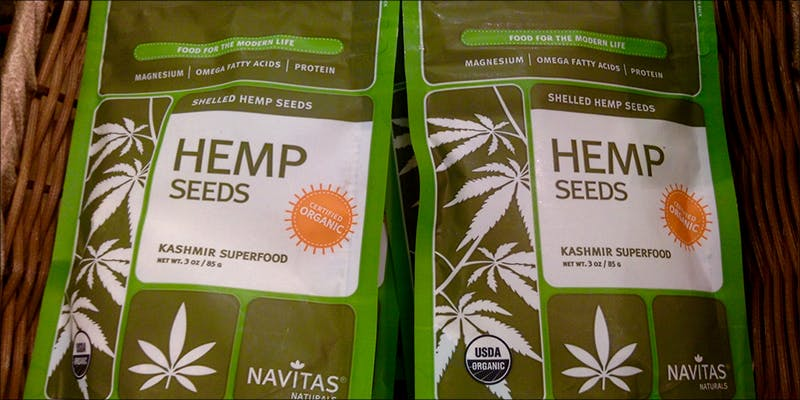 FOOD FOR THE MODERN LIFE
MAGNESIUM | OMEGA FATTY ACIDS | PROTEIN
SHELLED HEMP SEEDS
HEMP
SEEDS
CERTIFIED
ORGANIC
KASHMIR SUPERFOOD
NET WT. 3 OZ / 85 G
ORGANIC
NAVITAS®
NATURALS
FOOD FOR THE MODERN LIFE
MAGNESIUM | OMEGA FATTY ACIDS | PROTEIN
SHELLED HEMP SEEDS
HEMP
SEEDS
CERTIFIED
ORGANIC
KASHMIR SUPERFOOD
NET WT. 3 OZ / 85 G
USDA
ORGANIC
NAVITAS®
NATURALS